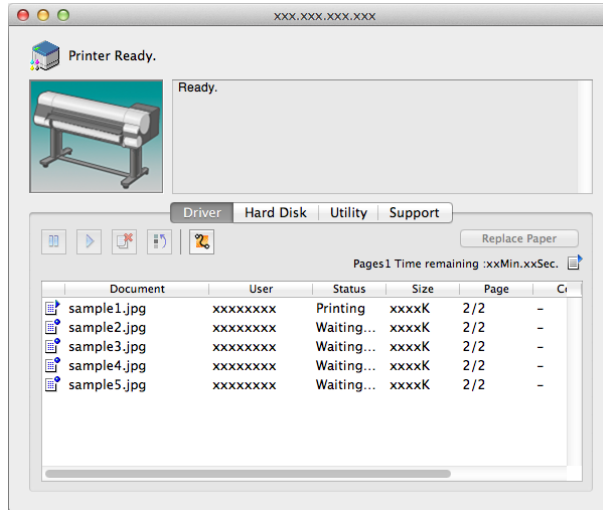 xxx.xxx.xxx.xxx
Printer Ready.
Ready.
Driver Hard Disk Utility Support
Replace Paper
Pages1 Time remaining :xxMin.xxSec.
Document User Status Size Page
sample1.jpg xxxxxxxx Printing xxxxK 2/2 –
sample2.jpg xxxxxxxx Waiting... xxxxK 2/2 –
sample3.jpg xxxxxxxx Waiting... xxxxK 2/2 –
sample4.jpg xxxxxxxx Waiting... xxxxK 2/2 –
sample5.jpg xxxxxxxx Waiting... xxxxK 2/2 –